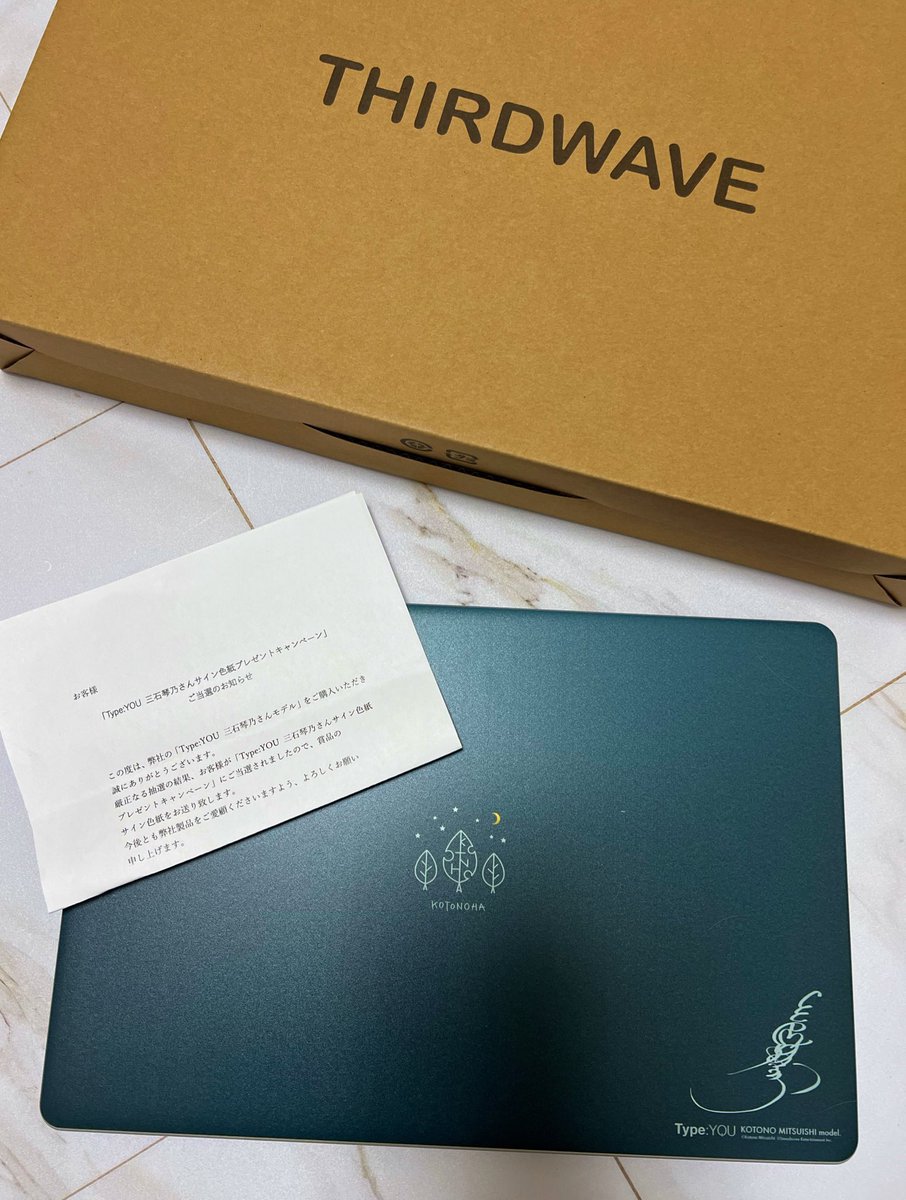 THIRDWAVE
お客様
「Type:YOU 三石琴乃さんサイン色紙プレゼントキャンペーン」
ご当選のお知らせ
この度は、弊社の「Type:YOU 三石琴乃さんモデル」をご購入いただき
誠にありがとうございます。
厳正なる抽選の結果、お客様が「Type:YOU 三石琴乃さんサイン色紙
プレゼントキャンペーン」にご当選されましたので、賞品の
サイン色紙をお送り致します。
今後とも弊社製品をご愛顧くださいますよう、よろしくお願い
申し上げます。
KOTONOHA
Type:YOU KOTONO MITSUISHI model.
©Kotono Mitsuishi